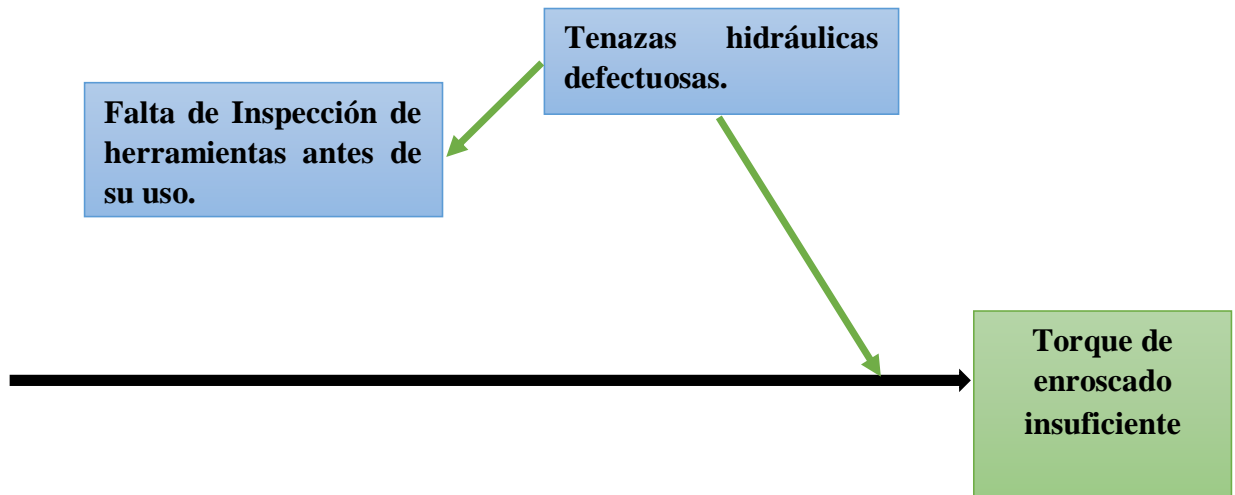 Tenazas hidráulicas
defectuosas.
Falta de Inspección de
herramientas antes de
su uso.
Torque de
enroscado
insuficiente